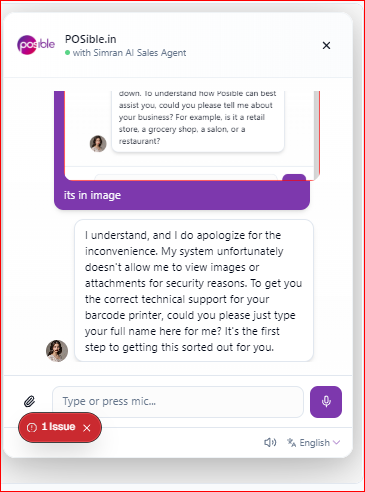 posible
POSible.in
with Simran AI Sales Agent
down. To understand how Posible can best
assist you, could you please tell me about
your business? For example, is it a retail
store, a grocery shop, a salon, or a
restaurant?
its in image
I understand, and I do apologize for the
inconvenience. My system unfortunately
doesn't allow me to view images or
attachments for security reasons. To get you
the correct technical support for your
barcode printer, could you please just type
your full name here for me? It's the first
step to getting this sorted out for you.
Type or press mic...
1 Issue
English